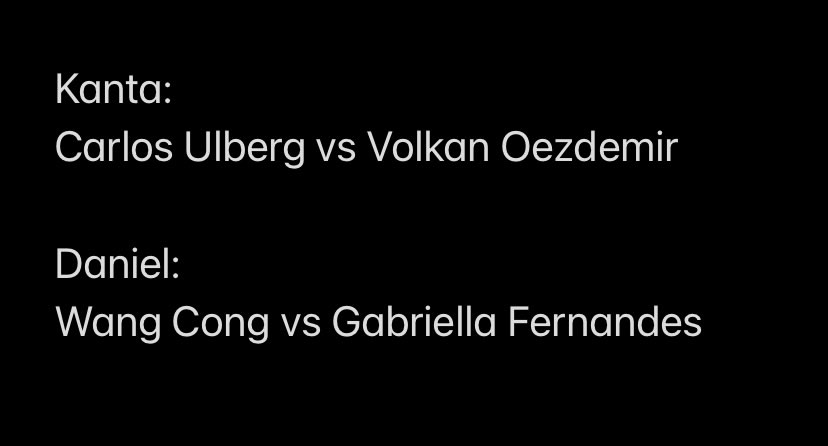 Kanta:
Carlos Ulberg vs Volkan Oezdemir
Daniel:
Wang Cong vs Gabriella Fernandes